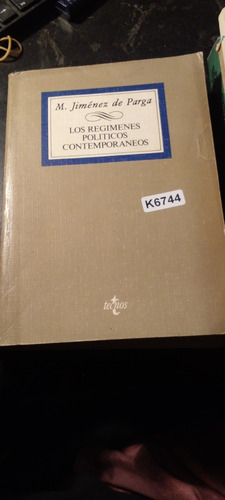 M. Jiménez de Parga
LOS REGIMENES
POLITICOS
CONTEMPORANEOS
K6744
tecnos